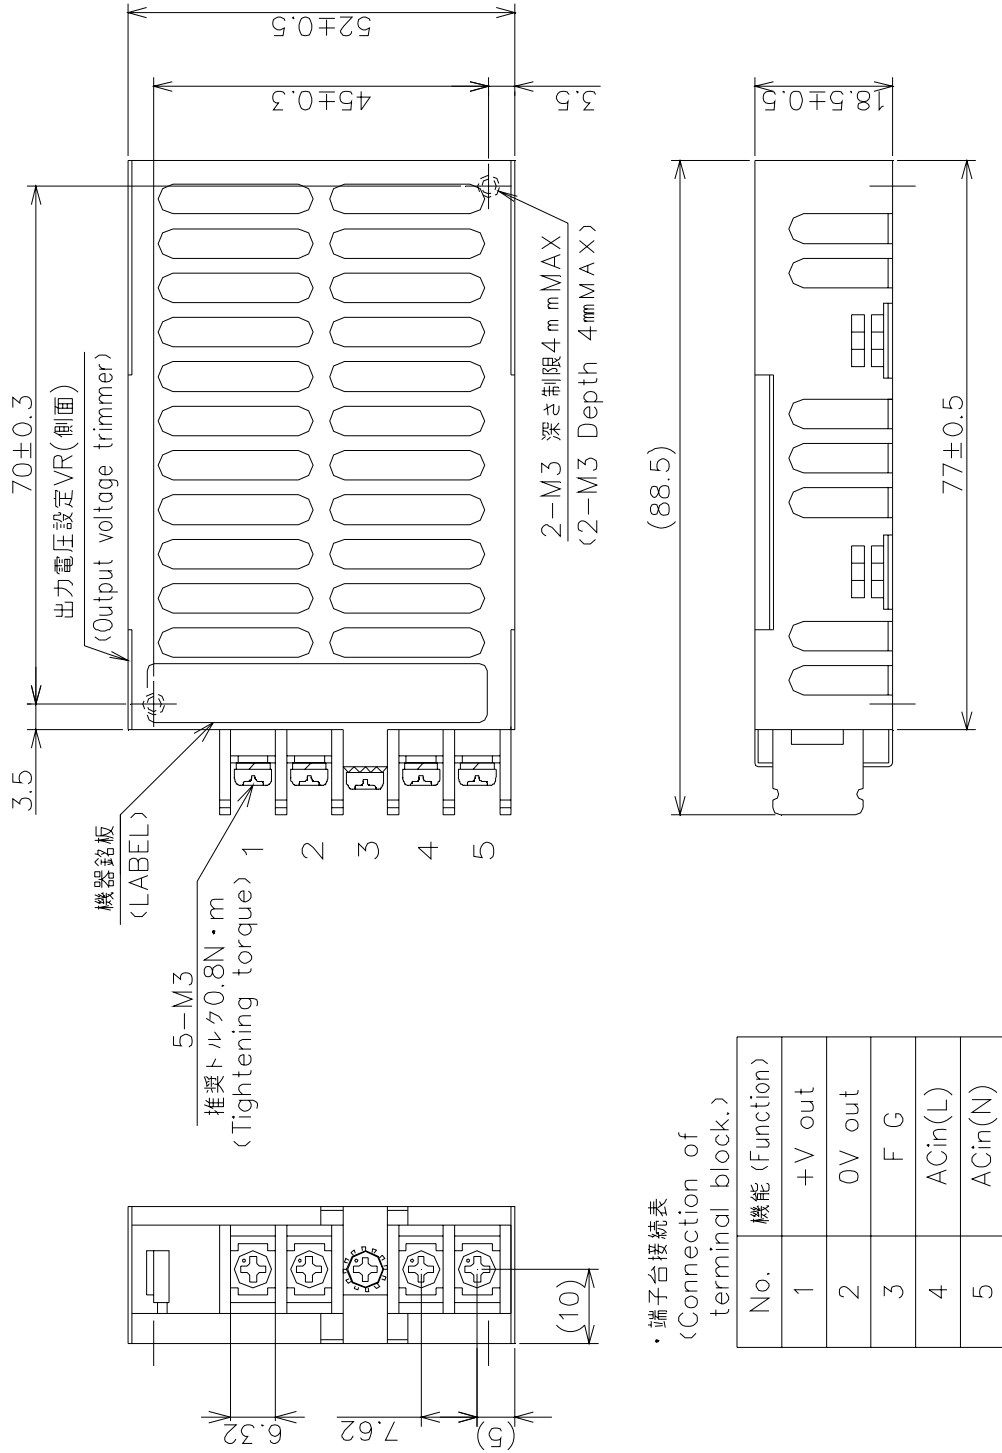 70±0.3
3.5
出力電圧設定VR(側面)
(Output voltage trimmer)
機器銘板
(LABEL)
52±0.5
45±0.3
3.5
2-M3 深さ制限4mmMAX
(2-M3 Depth 4mmMAX)
5-M3
推奨トルク0.8N・m
(Tightening torque)
1
2
3
4
5
(88.5)
77±0.5
18.5±0.5
6.32
7.62
(5)
(10)
・端子台接続表
(Connection of
terminal block.)
No. 機能(Function)
1 +V out
2 0V out
3 F G
4 ACin(L)
5 ACin(N)